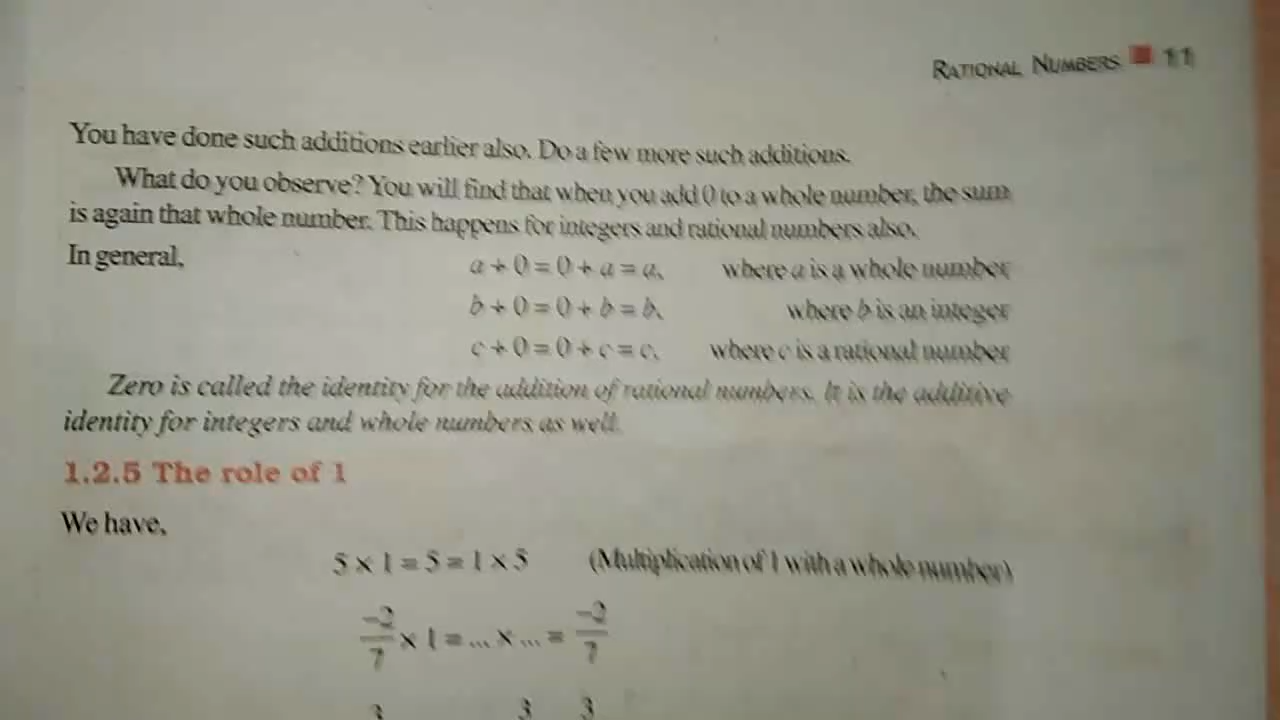 RATIONAL NUMBERS 11
You have done such additions earlier also. Do a few more such additions.
What do you observe? You will find that when you add 0 to a whole number, the sum
is again that whole number. This happens for integers and rational numbers also.
In general,
a + 0 = 0 + a = a, where a is a whole number
b + 0 = 0 + b = b, where b is an integer
c + 0 = 0 + c = c, where c is a rational number
Zero is called the identity for the addition of rational numbers. It is the additive
identity for integers and whole numbers as well.
1.2.5 The role of 1
We have,
5 × 1 = 5 = 1 × 5 (Multiplication of 1 with a whole number)
-2/7 × 1 = ... × ... = -2/7
3 3 3